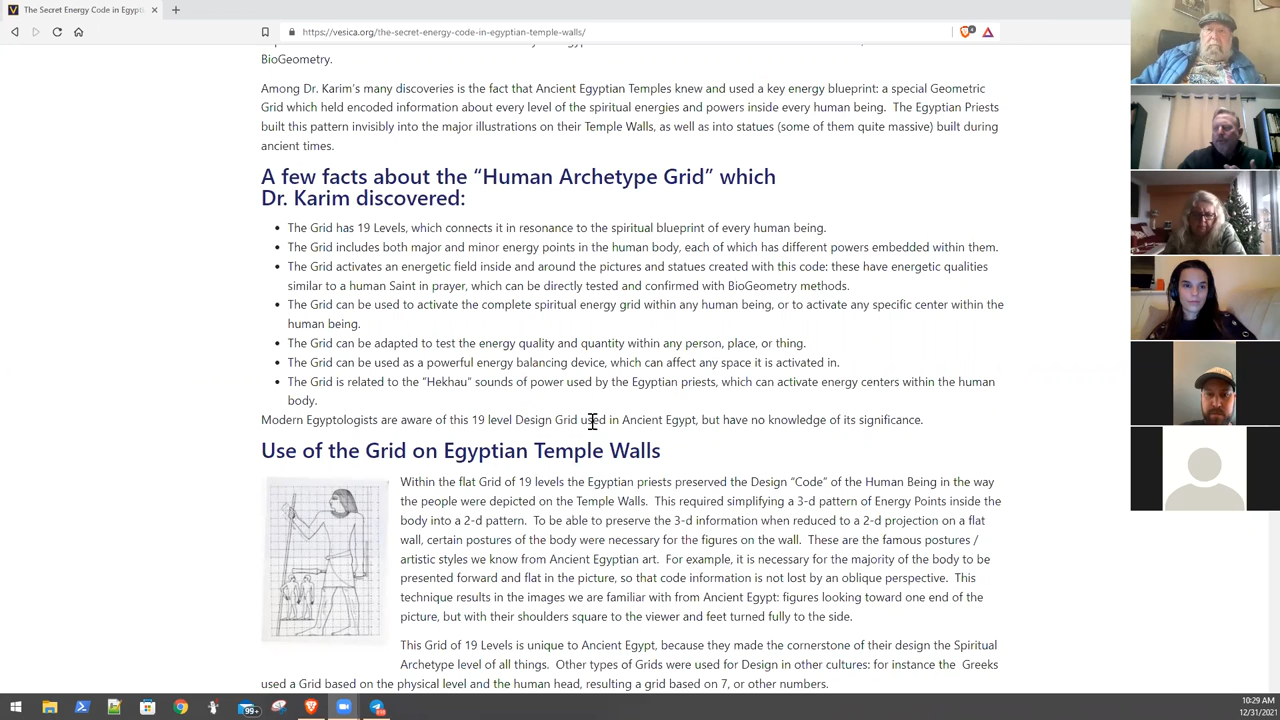 The Secret Energy Code in Egypti
https://vesica.org/the-secret-energy-code-in-egyptian-temple-walls/
BioGeometry.
Among Dr. Karim's many discoveries is the fact that Ancient Egyptian Temples knew and used a key energy blueprint: a special Geometric
Grid which held encoded information about every level of the spiritual energies and powers inside every human being.  The Egyptian Priests
built this pattern invisibly into the major illustrations on their Temple Walls, as well as into statues (some of them quite massive) built during
ancient times.
A few facts about the “Human Archetype Grid” which
Dr. Karim discovered:
• The Grid has 19 Levels, which connects it in resonance to the spiritual blueprint of every human being.
• The Grid includes both major and minor energy points in the human body, each of which has different powers embedded within them.
• The Grid activates an energetic field inside and around the pictures and statues created with this code: these have energetic qualities
similar to a human Saint in prayer, which can be directly tested and confirmed with BioGeometry methods.
• The Grid can be used to activate the complete spiritual energy grid within any human being, or to activate any specific center within the
human being.
• The Grid can be adapted to test the energy quality and quantity within any person, place, or thing.
• The Grid can be used as a powerful energy balancing device, which can affect any space it is activated in.
• The Grid is related to the “Hekhau” sounds of power used by the Egyptian priests, which can activate energy centers within the human
body.
Modern Egyptologists are aware of this 19 level Design Grid used in Ancient Egypt, but have no knowledge of its significance.
Use of the Grid on Egyptian Temple Walls
Within the flat Grid of 19 levels the Egyptian priests preserved the Design “Code” of the Human Being in the way
the people were depicted on the Temple Walls.  This required simplifying a 3-d pattern of Energy Points inside the
body into a 2-d pattern.  To be able to preserve the 3-d information when reduced to a 2-d projection on a flat
wall, certain postures of the body were necessary for the figures on the wall.  These are the famous postures /
artistic styles we know from Ancient Egyptian art.  For example, it is necessary for the majority of the body to be
presented forward and flat in the picture, so that code information is not lost by an oblique perspective.  This
technique results in the images we are familiar with from Ancient Egypt: figures looking toward one end of the
picture, but with their shoulders square to the viewer and feet turned fully to the side.
This Grid of 19 Levels is unique to Ancient Egypt, because they made the cornerstone of their design the Spiritual
Archetype level of all things.  Other types of Grids were used for Design in other cultures: for instance the  Greeks
used a Grid based on the physical level and the human head, resulting a grid based on 7, or other numbers.
99+
10:29 AM
12/31/2021